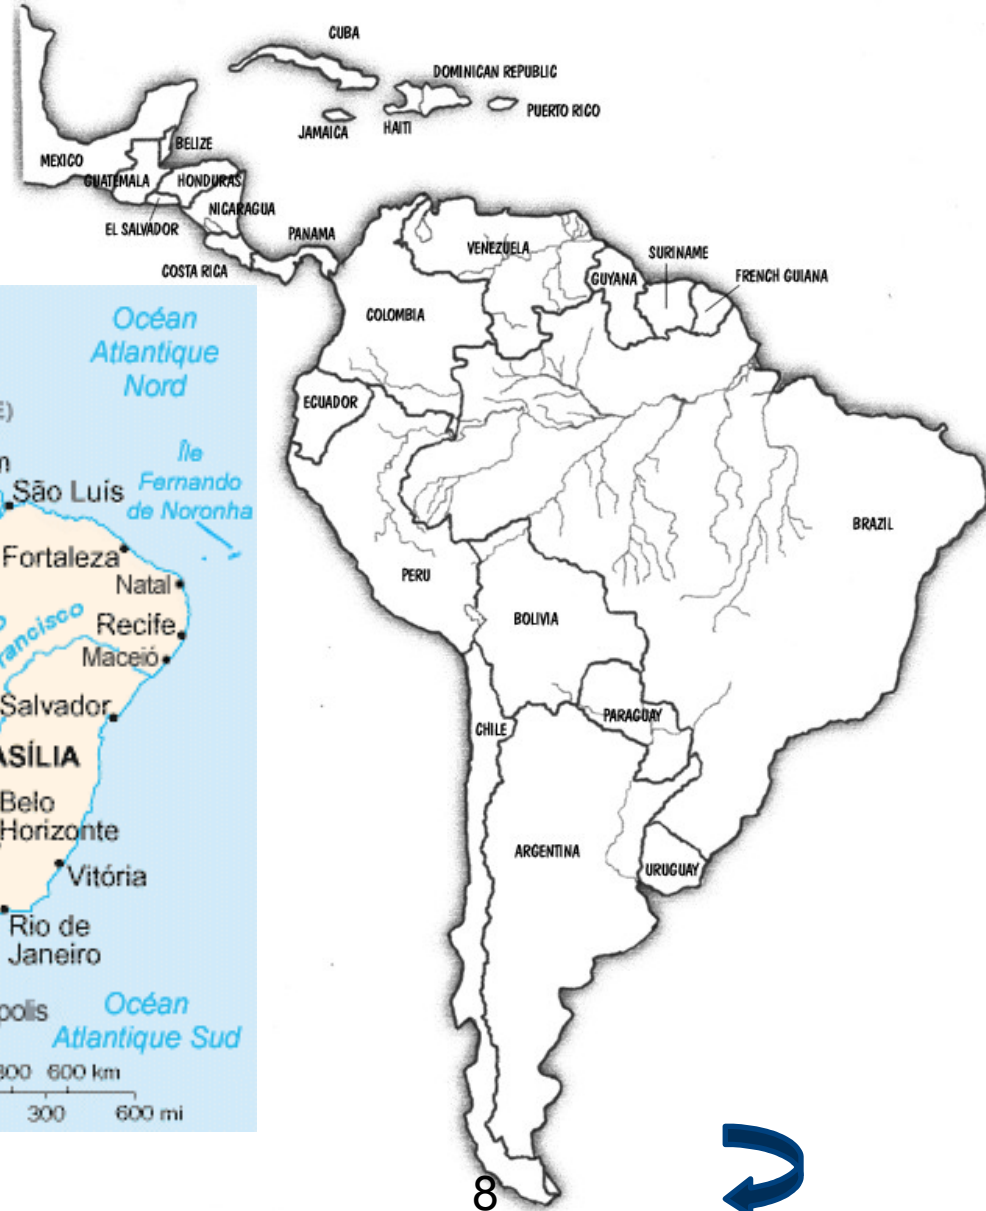 CUBA
DOMINICAN REPUBLIC
PUERTO RICO
JAMAICA
HAITI
BELIZE
MEXICO
GUATEMALA
HONDURAS
NICARAGUA
EL SALVADOR
PANAMA
COSTA RICA
VENEZUELA
SURINAME
GUYANA
FRENCH GUIANA
COLOMBIA
ECUADOR
BRAZIL
PERU
BOLIVIA
PARAGUAY
CHILE
ARGENTINA
URUGUAY
Océan
Atlantique
Nord
Île
Fernando
de Noronha
São Luís
Fortaleza
Natal
Recife
rancisco
Maceió
Salvador
ASÍLIA
Belo
Horizonte
Vitória
Rio de
Janeiro
polis
Océan
Atlantique Sud
600 km
300
600 mi
8